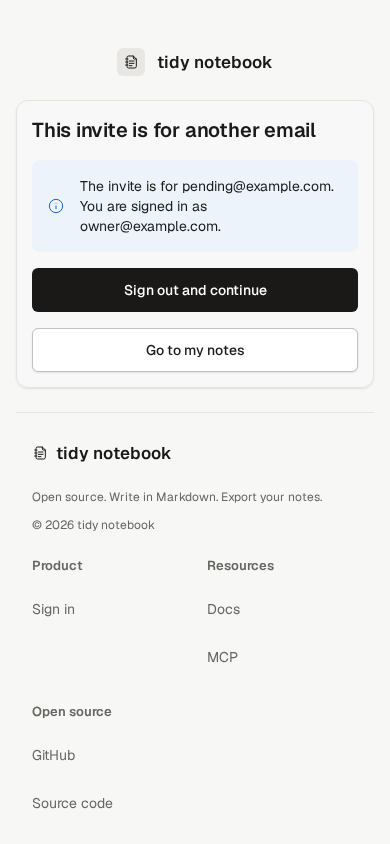 tidy notebook
This invite is for another email
The invite is for pending@example.com.
You are signed in as
owner@example.com.
Sign out and continue
Go to my notes
tidy notebook
Open source. Write in Markdown. Export your notes.
© 2026 tidy notebook
Product
Sign in
Resources
Docs
MCP
Open source
GitHub
Source code